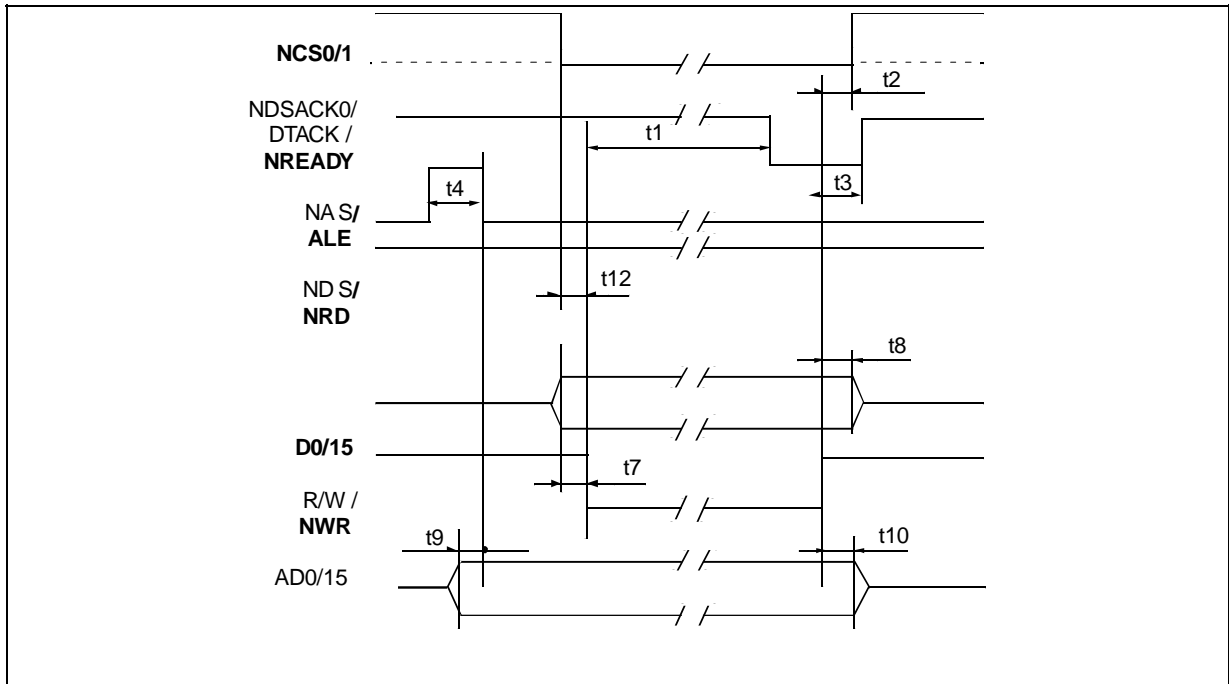 NCS0/1
t2
NDSACK0/
DTACK /
NREADY
t1
t3
t4
NA S/
ALE
t12
ND S/
NRD
t8
D0/15
t7
R/W /
NWR
t9
t10
AD0/15